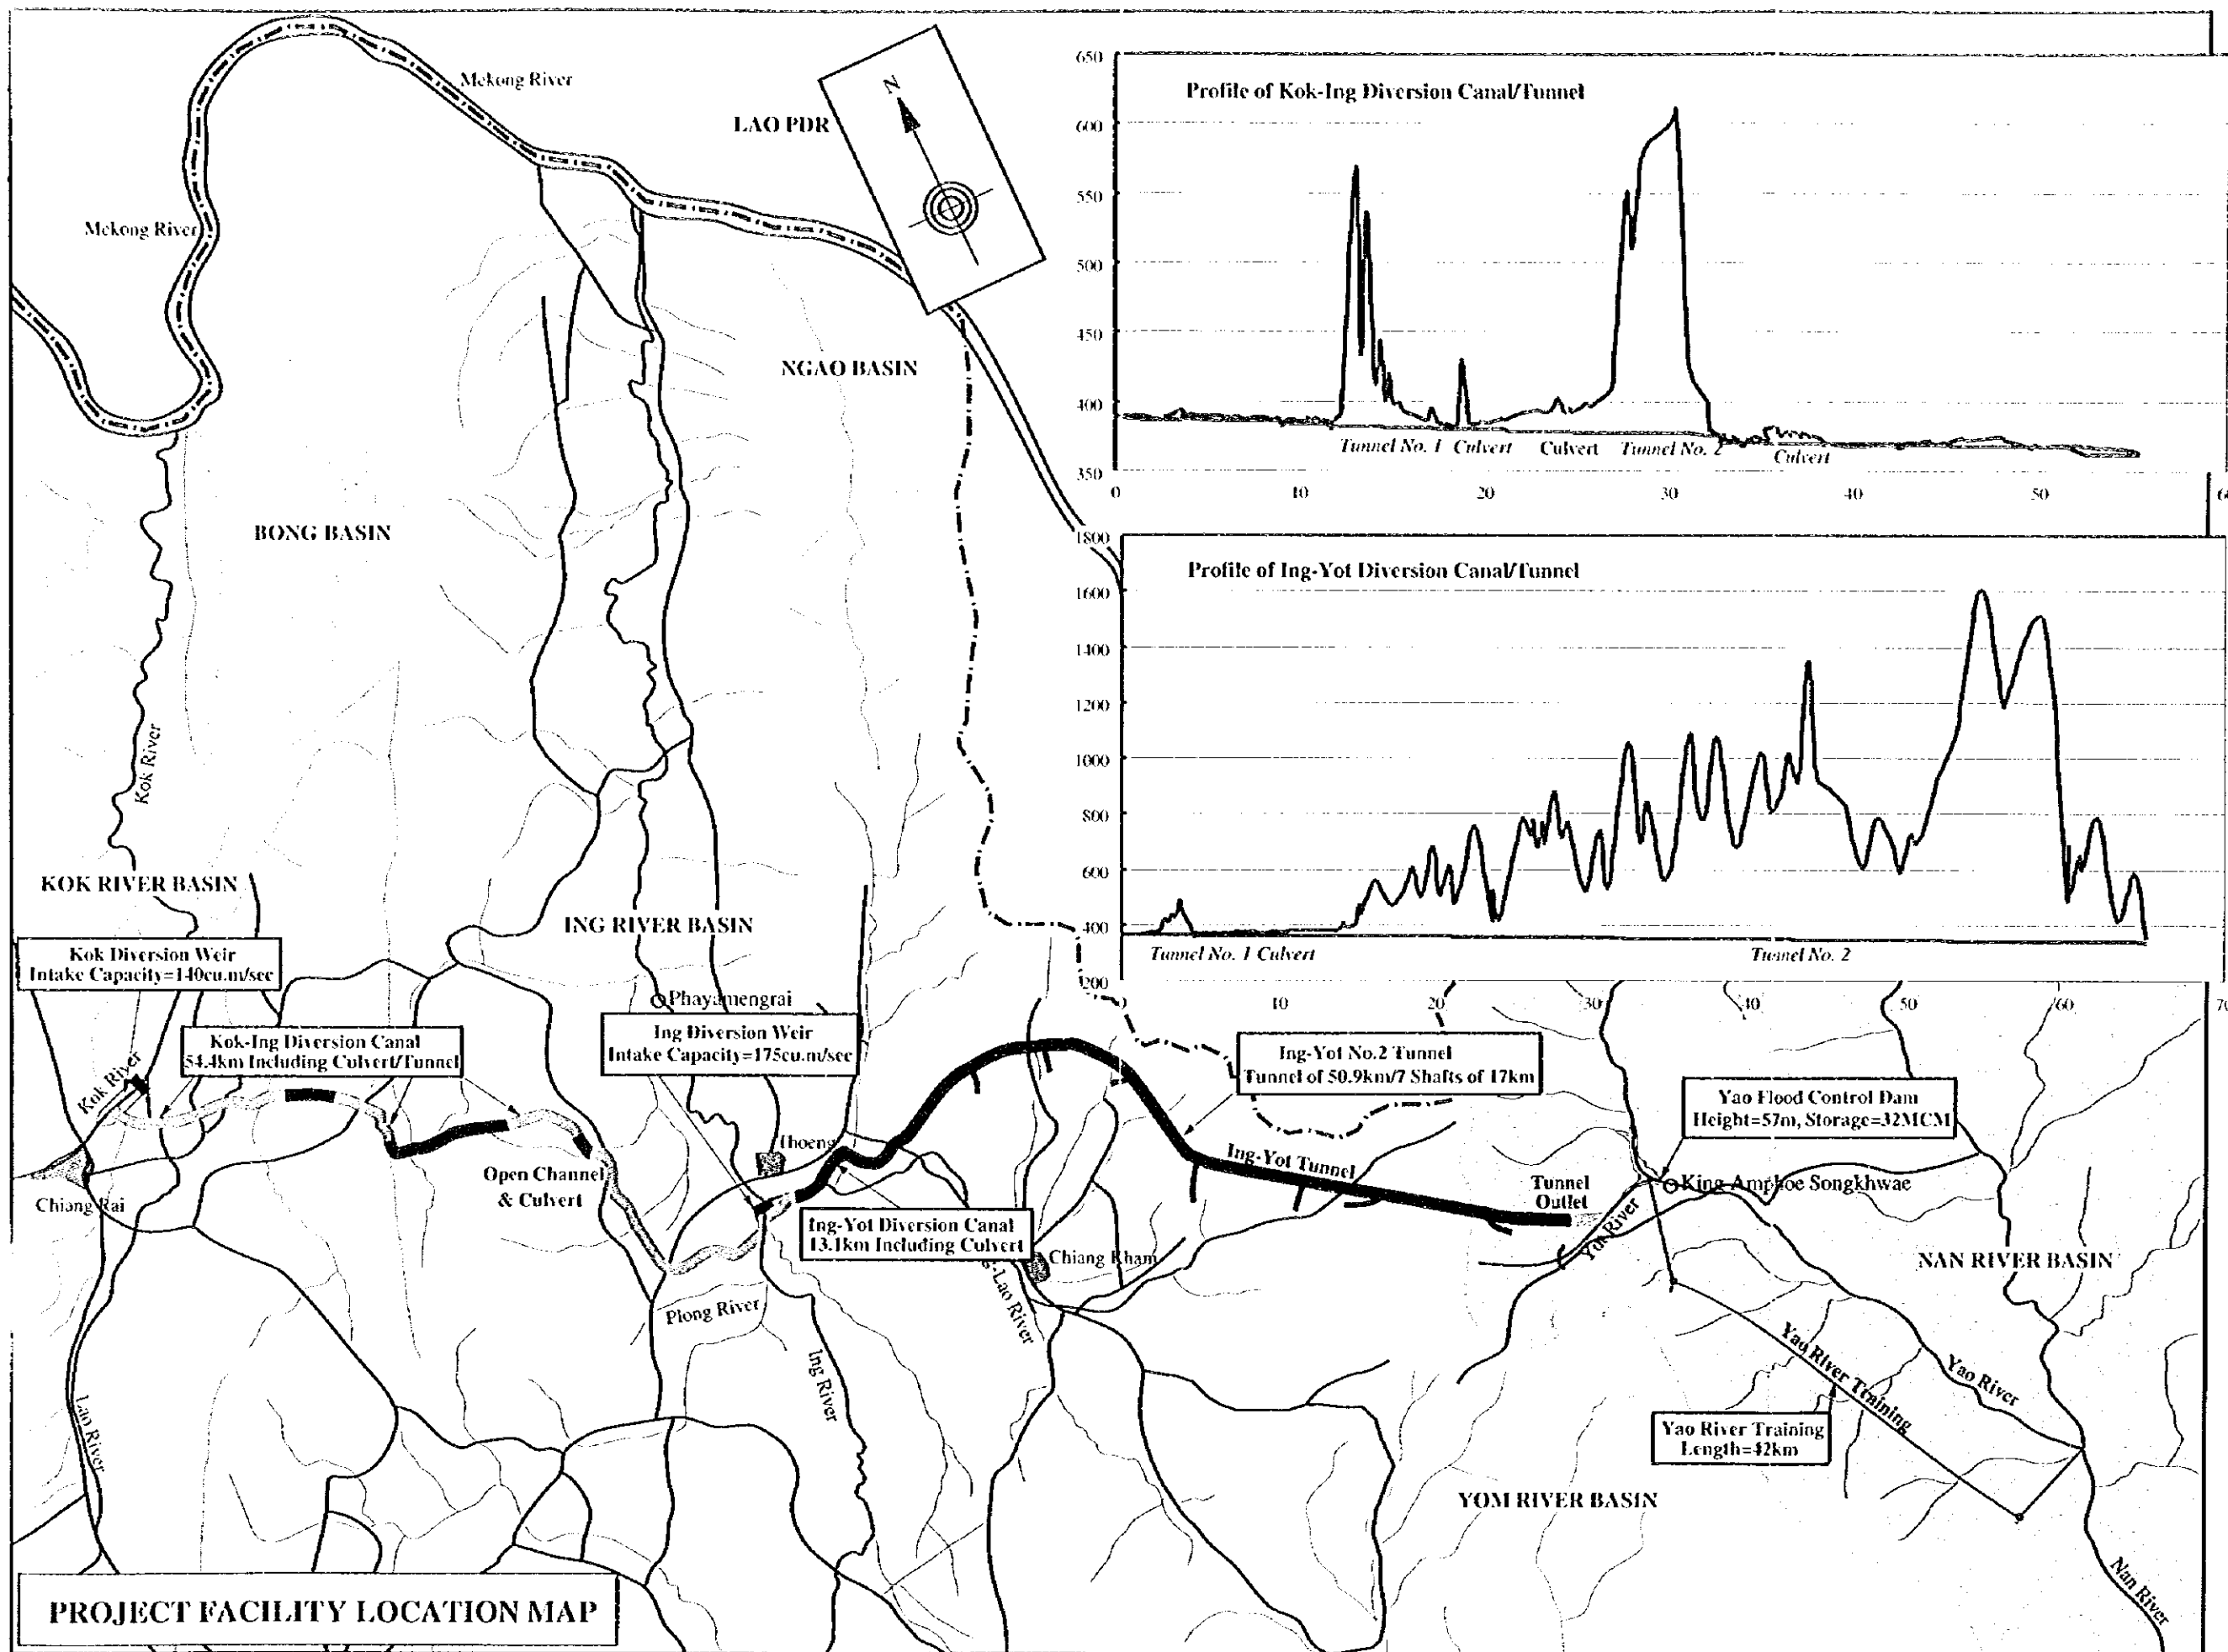 Mekong River
LAO PDR
N
Mekong River
NGAO BASIN
BONG BASIN
Kok River
KOK RIVER BASIN
ING RIVER BASIN
Kok Diversion Weir
Intake Capacity=140cu.m/sec
Phayamengrai
Kok-Ing Diversion Canal
54.4km Including Culvert/Tunnel
Ing Diversion Weir
Intake Capacity=175cu.m/sec
Kok River
Chiang Rai
Open Channel
& Culvert
Thoeng
Ing-Yot Diversion Canal
13.1km Including Culvert
Plong River
Ing River
Lao River
-Lao River
Chiang Kham
Ing-Yot No.2 Tunnel
Tunnel of 50.9km/7 Shafts of 17km
Ing-Yot Tunnel
Tunnel
Outlet
Yot River
Yao Flood Control Dam
Height=57m, Storage=32MCM
King Amphoe Songkhwae
NAN RIVER BASIN
Yao River Training
Yao River
Yao River Training
Length=42km
YOM RIVER BASIN
Nan River
PROJECT FACILITY LOCATION MAP
Profile of Kok-Ing Diversion Canal/Tunnel
650
600
550
500
450
400
350
Tunnel No. 1 Culvert Culvert Tunnel No. 2 Culvert
0 10 20 30 40 50
Profile of Ing-Yot Diversion Canal/Tunnel
1800
1600
1400
1200
1000
800
600
400
200
Tunnel No. 1 Culvert Tunnel No. 2
0 10 20 30 40 50 60